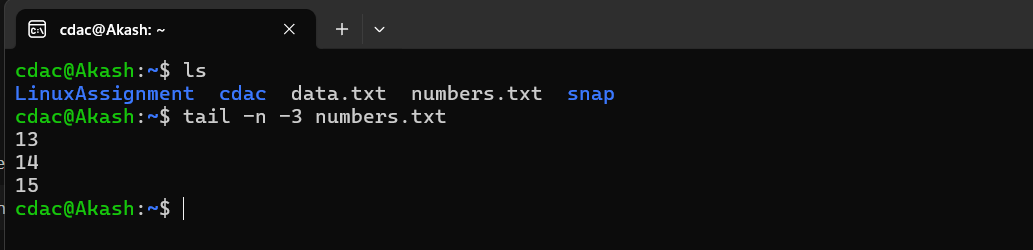 cdac@Akash: ~
cdac@Akash:~$ ls
LinuxAssignment cdac data.txt numbers.txt snap
cdac@Akash:~$ tail -n -3 numbers.txt
13
14
15
cdac@Akash:~$